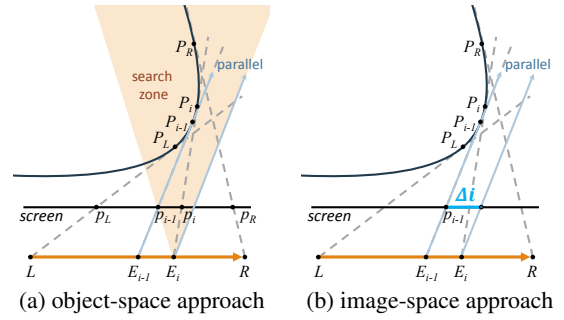 P_R
search
zone
parallel
P_i
P_{i-1}
P_L
screen
p_L
p_{i-1}
p_i
p_R
L
E_{i-1}
E_i
R
(a) object-space approach
P_R
parallel
P_i
P_{i-1}
P_L
Δi
screen
p_{i-1}
L
E_{i-1}
E_i
R
(b) image-space approach